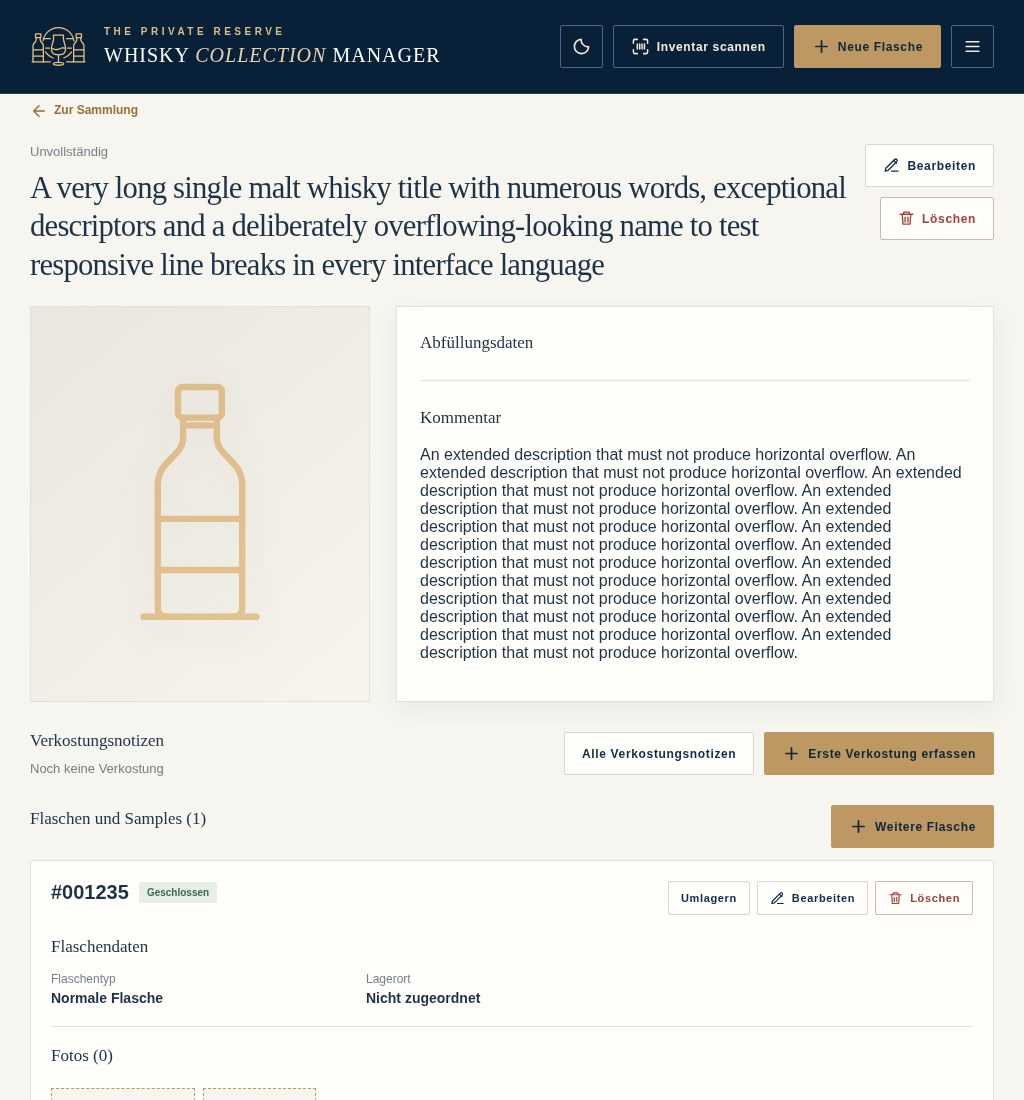 THE PRIVATE RESERVE
WHISKY COLLECTION MANAGER
Inventar scannen
Neue Flasche
Zur Sammlung
Unvollständig
A very long single malt whisky title with numerous words, exceptional
descriptors and a deliberately overflowing-looking name to test
responsive line breaks in every interface language
Bearbeiten
Löschen
Abfüllungsdaten
Kommentar
An extended description that must not produce horizontal overflow. An
extended description that must not produce horizontal overflow. An extended
description that must not produce horizontal overflow. An extended
description that must not produce horizontal overflow. An extended
description that must not produce horizontal overflow. An extended
description that must not produce horizontal overflow. An extended
description that must not produce horizontal overflow. An extended
description that must not produce horizontal overflow. An extended
description that must not produce horizontal overflow. An extended
description that must not produce horizontal overflow. An extended
description that must not produce horizontal overflow. An extended
description that must not produce horizontal overflow.
Verkostungsnotizen
Noch keine Verkostung
Alle Verkostungsnotizen
Erste Verkostung erfassen
Flaschen und Samples (1)
Weitere Flasche
#001235
Geschlossen
Umlagern
Bearbeiten
Löschen
Flaschendaten
Flaschentyp
Normale Flasche
Lagerort
Nicht zugeordnet
Fotos (0)